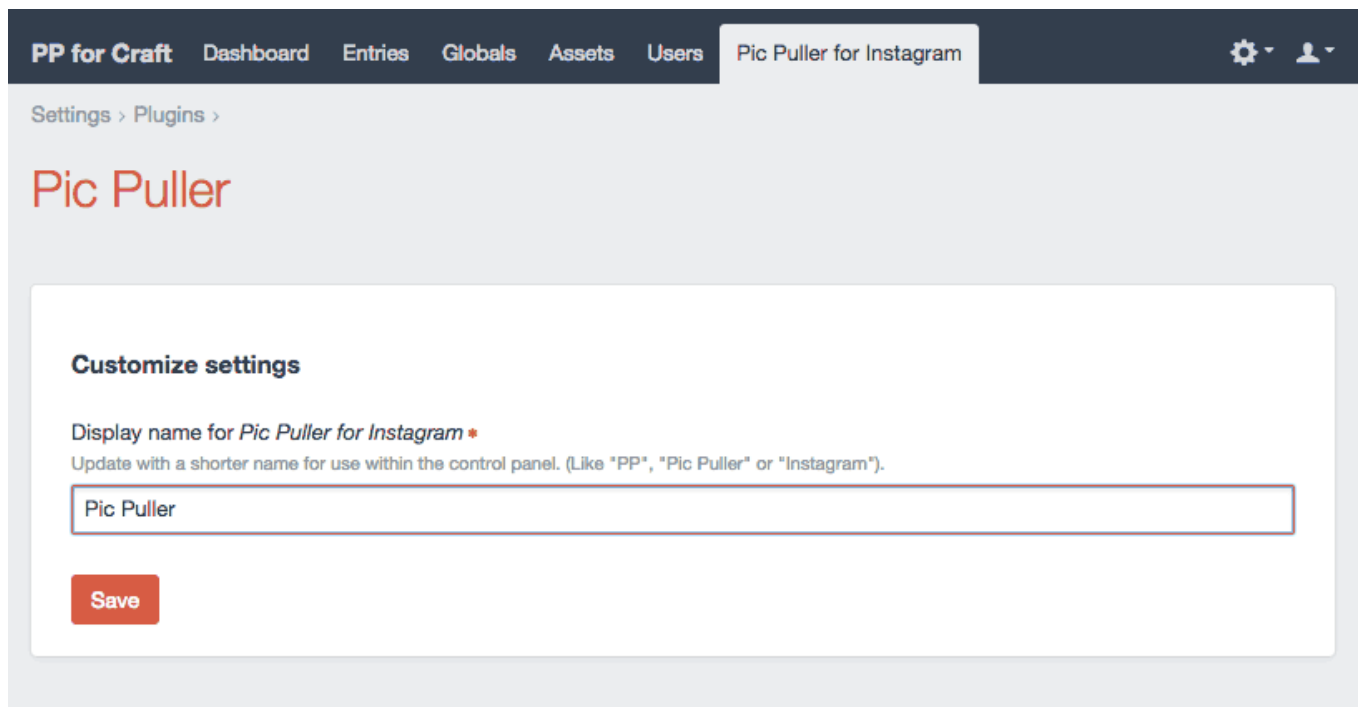 PP for Craft Dashboard Entries Globals Assets Users Pic Puller for Instagram
Settings › Plugins ›
Pic Puller
Customize settings
Display name for Pic Puller for Instagram *
Update with a shorter name for use within the control panel. (Like "PP", "Pic Puller" or "Instagram").
Pic Puller
Save